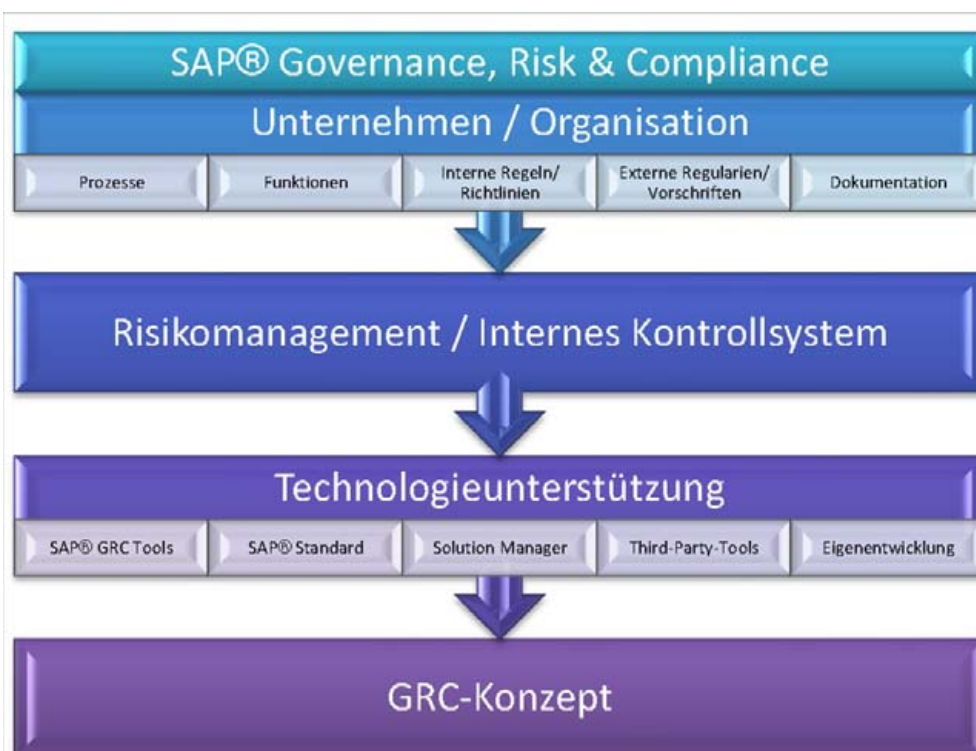 SAP® Governance, Risk & Compliance
Unternehmen / Organisation
Prozesse
Funktionen
Interne Regeln/
Richtlinien
Externe Regularien/
Vorschriften
Dokumentation
Risikomanagement / Internes Kontrollsystem
Technologieunterstützung
SAP® GRC Tools
SAP® Standard
Solution Manager
Third-Party-Tools
Eigenentwicklung
GRC-Konzept